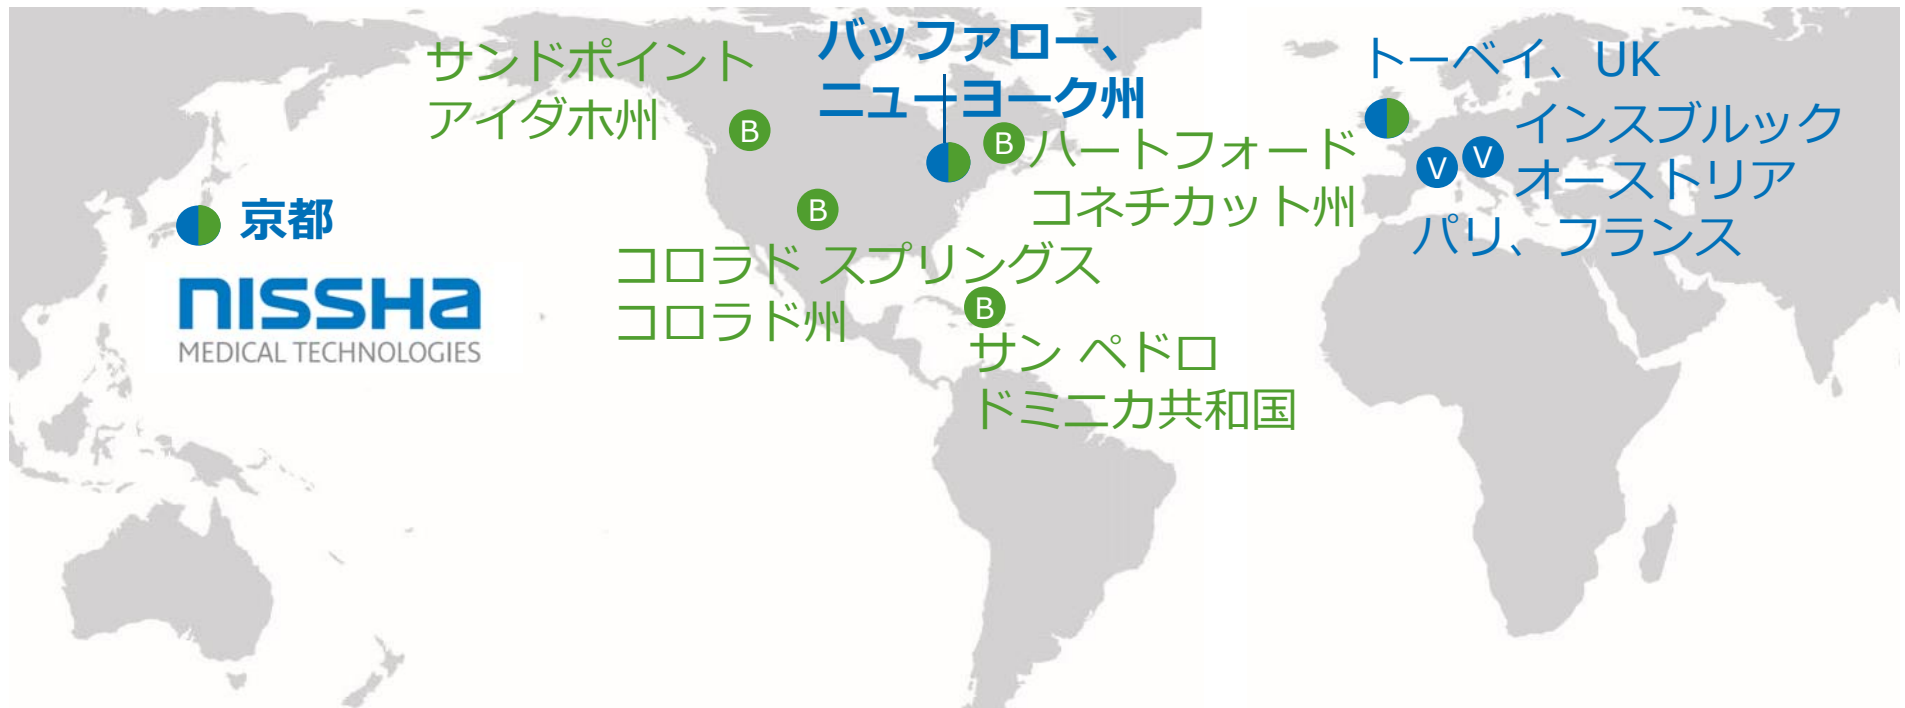 サンドポイント
アイダホ州
B
バッファロー、
ニューヨーク州
B
ハートフォード
コネチカット州
トーベイ、UK
インスブルック
オーストリア
V
V
パリ、フランス
京都
nissha
MEDICAL TECHNOLOGIES
B
コロラド スプリングス
コロラド州
B
サン ペドロ
ドミニカ共和国